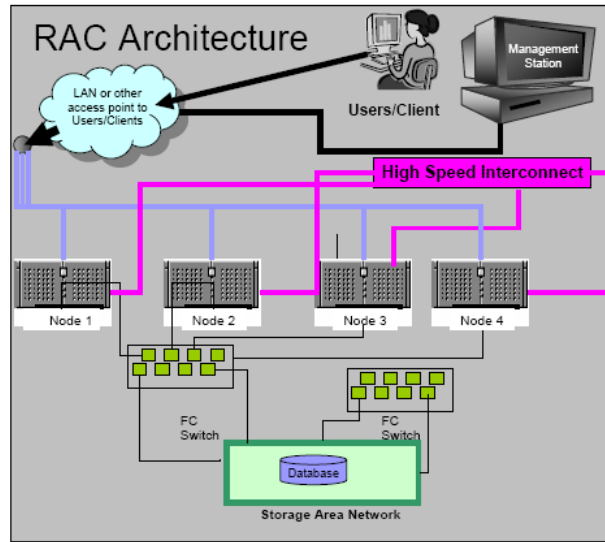 RAC Architecture
LAN or other
access point to
Users/Clients
Users/Client
Management
Station
High Speed Interconnect
Node 1
Node 2
Node 3
Node 4
FC
Switch
FC
Switch
Database
Storage Area Network